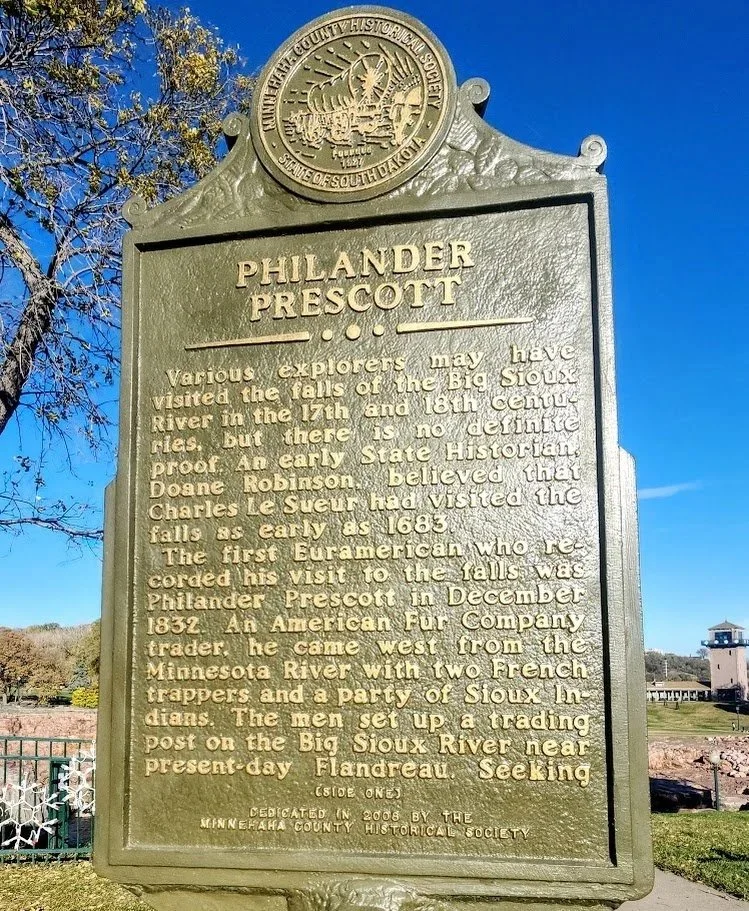 MINNEHAHA COUNTY HISTORICAL SOCIETY
STATE OF SOUTH DAKOTA
PHILANDER
PRESCOTT
Various explorers may have
visited the falls of the Big Sioux
River in the 17th and 18th centu-
ries, but there is no definite
proof. An early State Historian,
Doane Robinson, believed that
Charles Le Sueur had visited the
falls as early as 1683.
The first Euramerican who re-
corded his visit to the falls was
Philander Prescott in December
1832. An American Fur Company
trader, he came west from the
Minnesota River with two French
trappers and a party of Sioux In-
dians. The men set up a trading
post on the Big Sioux River near
present-day Flandreau. Seeking
(SIDE ONE)
DEDICATED IN 2008 BY THE
MINNEHAHA COUNTY HISTORICAL SOCIETY